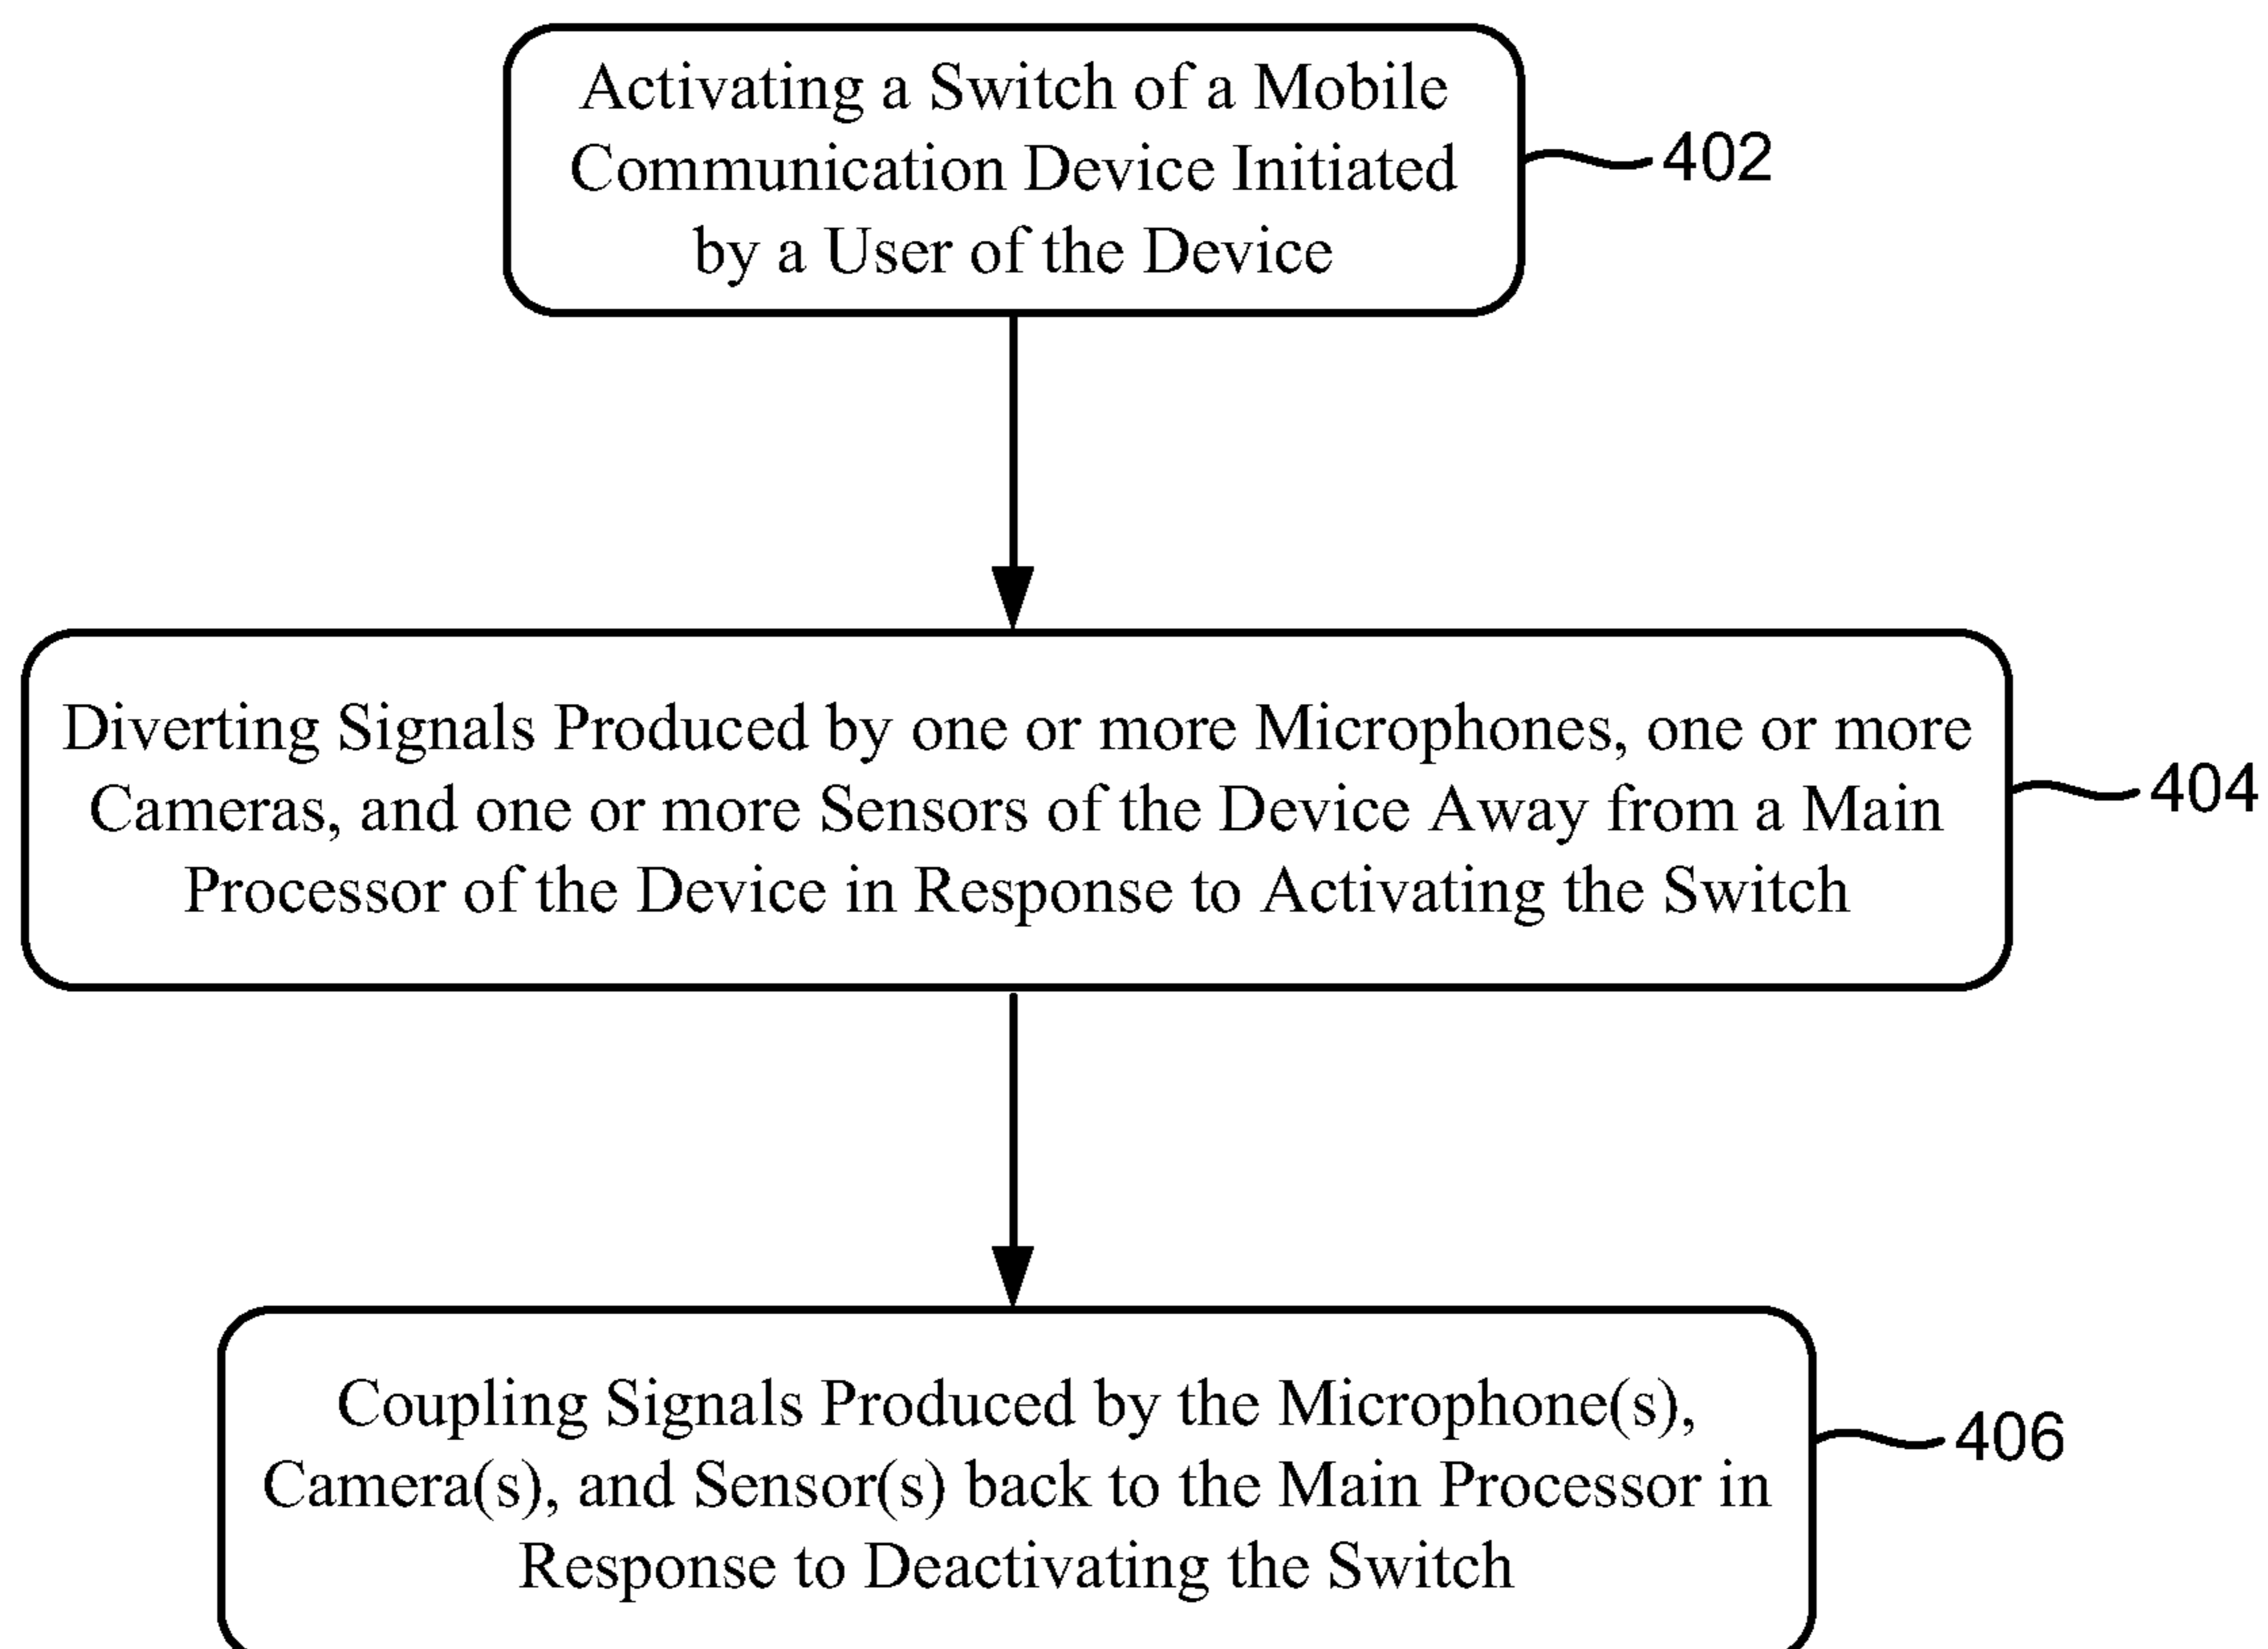 Activating a Switch of a Mobile
Communication Device Initiated
by a User of the Device
402
Diverting Signals Produced by one or more Microphones, one or more
Cameras, and one or more Sensors of the Device Away from a Main
Processor of the Device in Response to Activating the Switch
404
Coupling Signals Produced by the Microphone(s),
Camera(s), and Sensor(s) back to the Main Processor in
Response to Deactivating the Switch
406